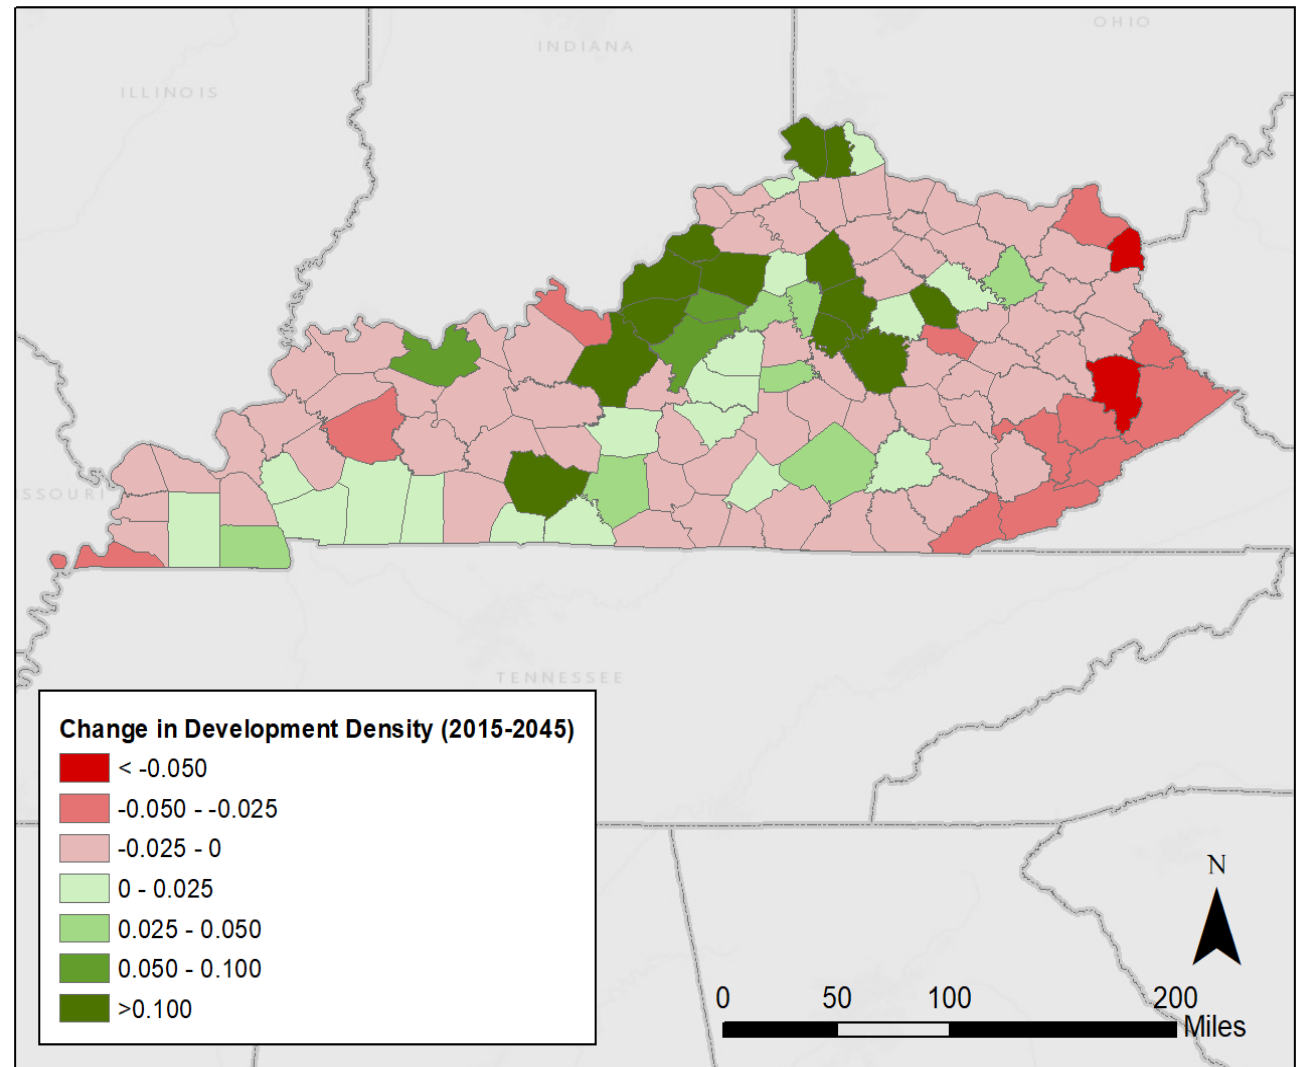 OHIO
INDIANA
ILLINOIS
SSOURI
TENNESSEE
Change in Development Density (2015-2045)
< -0.050
-0.050 - -0.025
-0.025 - 0
0 - 0.025
0.025 - 0.050
0.050 - 0.100
>0.100
N
0 50 100 200
Miles